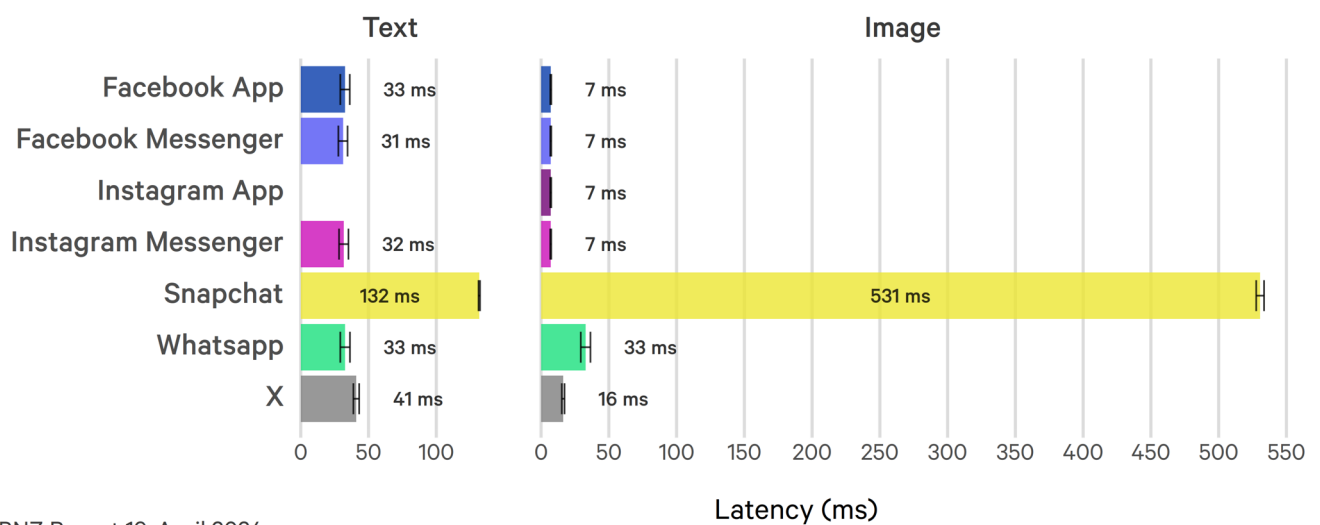 Text Image
Facebook App 33 ms 7 ms
Facebook Messenger 31 ms 7 ms
Instagram App 7 ms
Instagram Messenger 32 ms 7 ms
Snapchat 132 ms 531 ms
Whatsapp 33 ms 33 ms
X 41 ms 16 ms
0 50 100 0 50 100 150 200 250 300 350 400 450 500 550
Latency (ms)